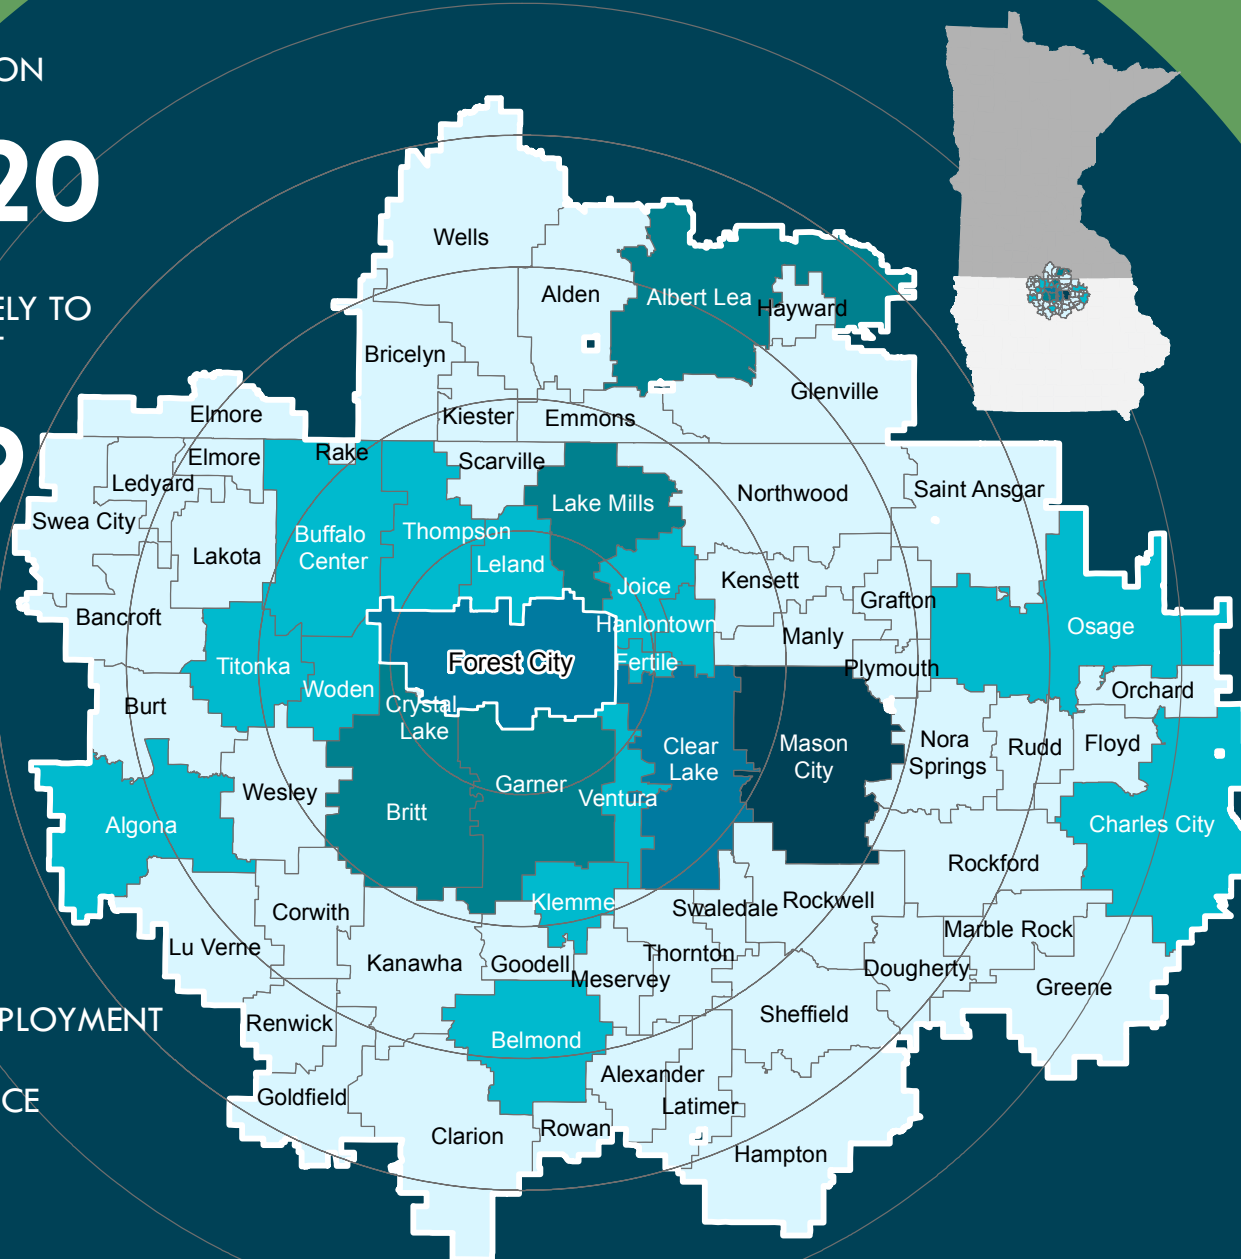 ON
20
ELY TO
9
PLOYMENT
CE
Wells
Alden
Albert Lea
Hayward
Bricelyn
Glenville
Elmore
Kiester
Emmons
Elmore
Rake
Scarville
Ledyard
Lake Mills
Northwood
Saint Ansgar
Swea City
Buffalo
Center
Thompson
Lakota
Leland
Joice
Kensett
Grafton
Bancroft
Hanlontown
Manly
Osage
Titonka
Forest City
Fertile
Plymouth
Woden
Orchard
Burt
Crystal
Lake
Clear
Lake
Mason
City
Nora
Springs
Rudd
Floyd
Wesley
Garner
Ventura
Algona
Britt
Charles City
Rockford
Corwith
Klemme
Swaledale
Rockwell
Lu Verne
Kanawha
Goodell
Meservey
Thornton
Marble Rock
Dougherty
Greene
Renwick
Belmond
Sheffield
Goldfield
Alexander
Latimer
Clarion
Rowan
Hampton